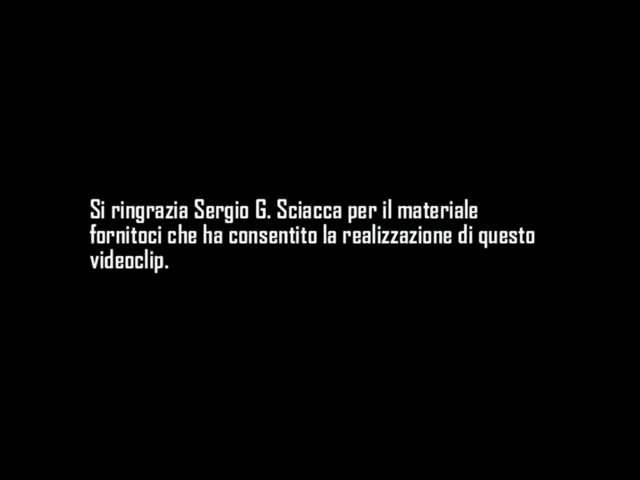 Si ringrazia Sergio G. Sciacca per il materiale
fornitoci che ha consentito la realizzazione di questo
videoclip.